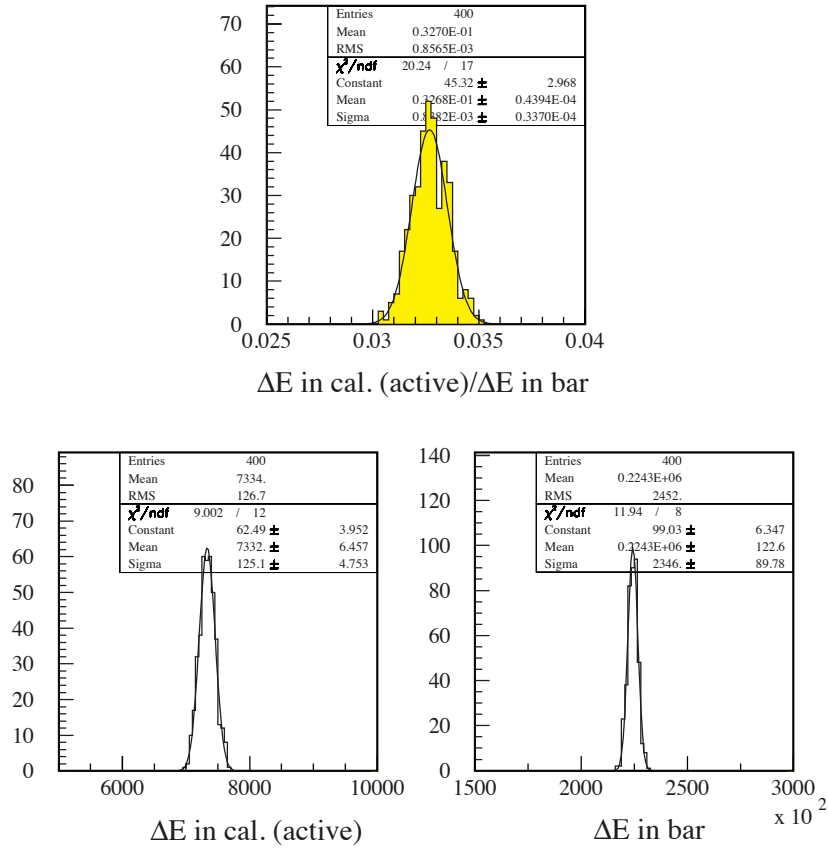 Entries 400
Mean 0.3270E-01
RMS 0.8565E-03
χ²/ndf 20.24 / 17
Constant 45.32 ± 2.968
Mean 0.3268E-01 ± 0.4394E-04
Sigma 0.8382E-03 ± 0.3370E-04
70
60
50
40
30
20
10
0
0.025 0.03 0.035 0.04
ΔE in cal. (active)/ΔE in bar
Entries 400
Mean 7334.
RMS 126.7
χ²/ndf 9.002 / 12
Constant 62.49 ± 3.952
Mean 7332. ± 6.457
Sigma 125.1 ± 4.753
80
70
60
50
40
30
20
10
0
6000 8000 10000
ΔE in cal. (active)
Entries 400
Mean 0.2243E+06
RMS 2452.
χ²/ndf 11.94 / 8
Constant 99.03 ± 6.347
Mean 0.2243E+06 ± 122.6
Sigma 2346. ± 89.78
140
120
100
80
60
40
20
0
1500 2000 2500 3000
x 10 2
ΔE in bar